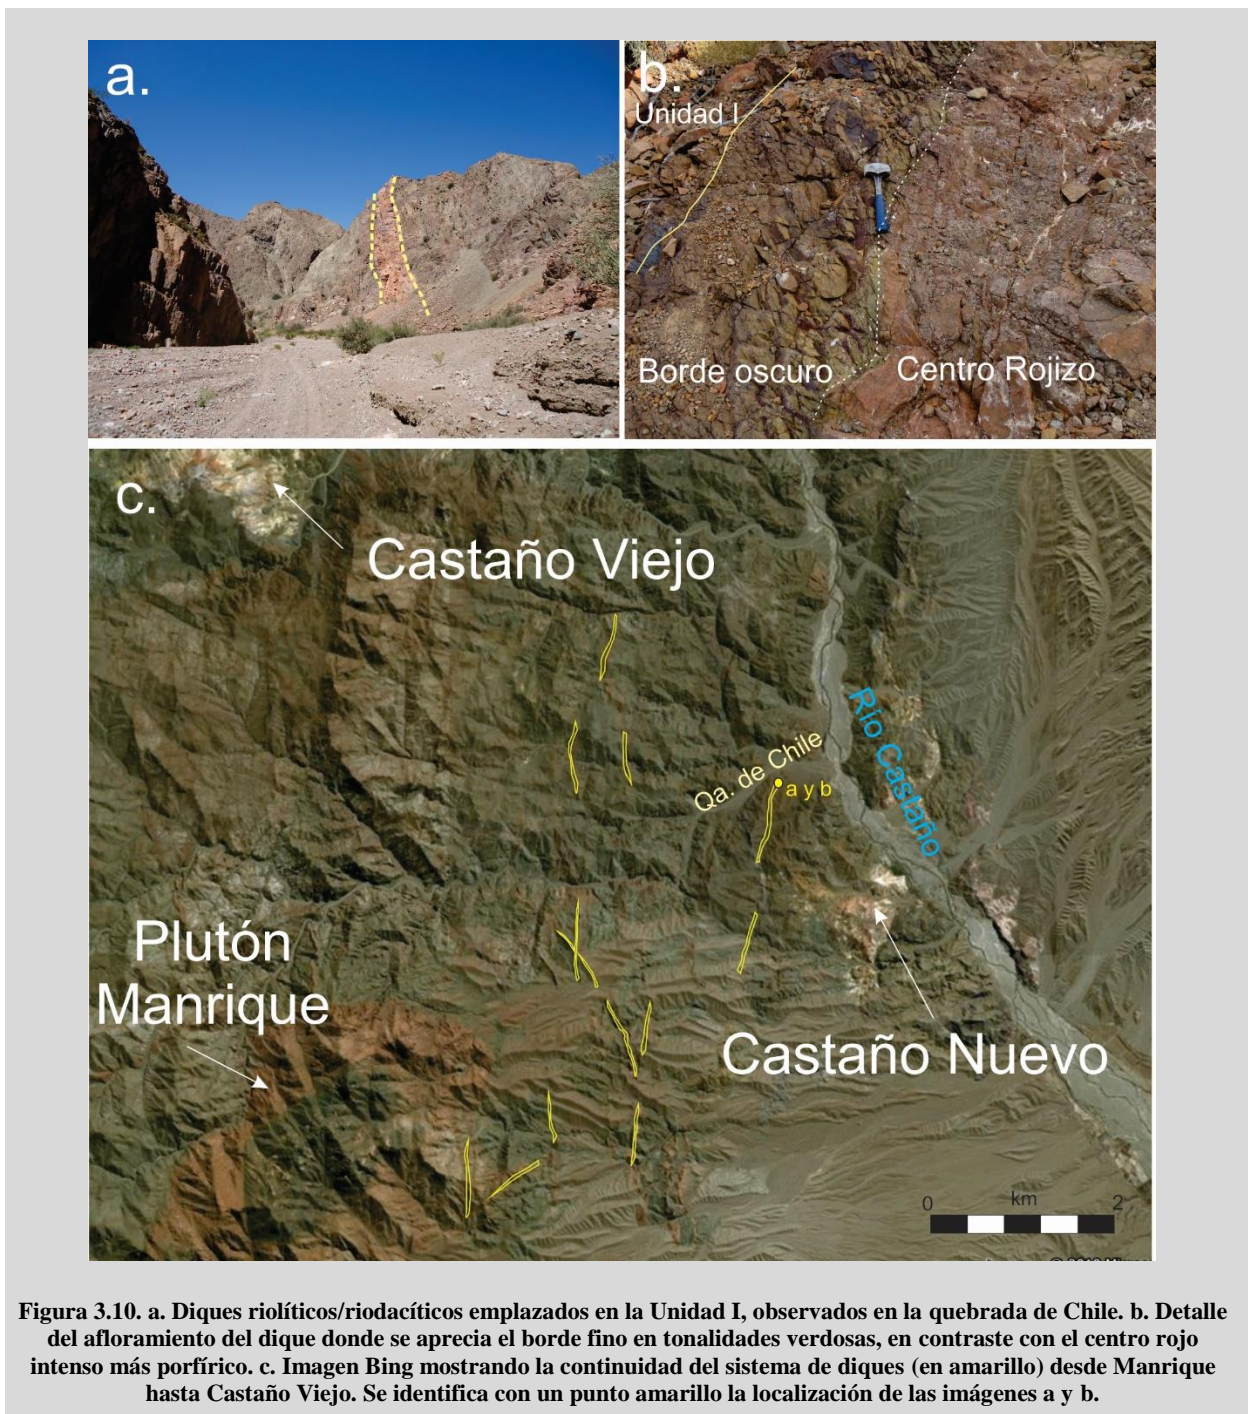 a.
b.
Unidad I
Borde oscuro
Centro Rojizo
c.
Castaño Viejo
Río Castaño
Qa. de Chile
a y b
Plutón
Manrique
Castaño Nuevo
0 km 2
Figura 3.10. a. Diques riolíticos/riodacíticos emplazados en la Unidad I, observados en la quebrada de Chile. b. Detalle
del afloramiento del dique donde se aprecia el borde fino en tonalidades verdosas, en contraste con el centro rojo
intenso más porfírico. c. Imagen Bing mostrando la continuidad del sistema de diques (en amarillo) desde Manrique
hasta Castaño Viejo. Se identifica con un punto amarillo la localización de las imágenes a y b.